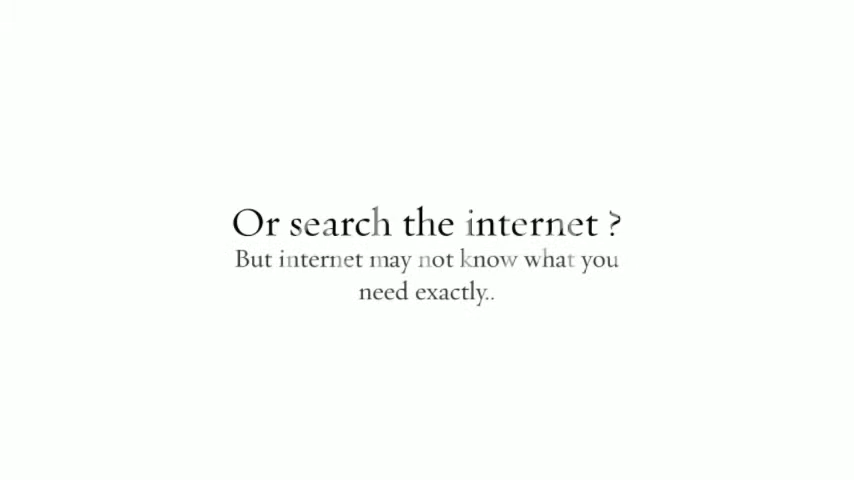 Or search the internet ?
But internet may not know what you
need exactly..